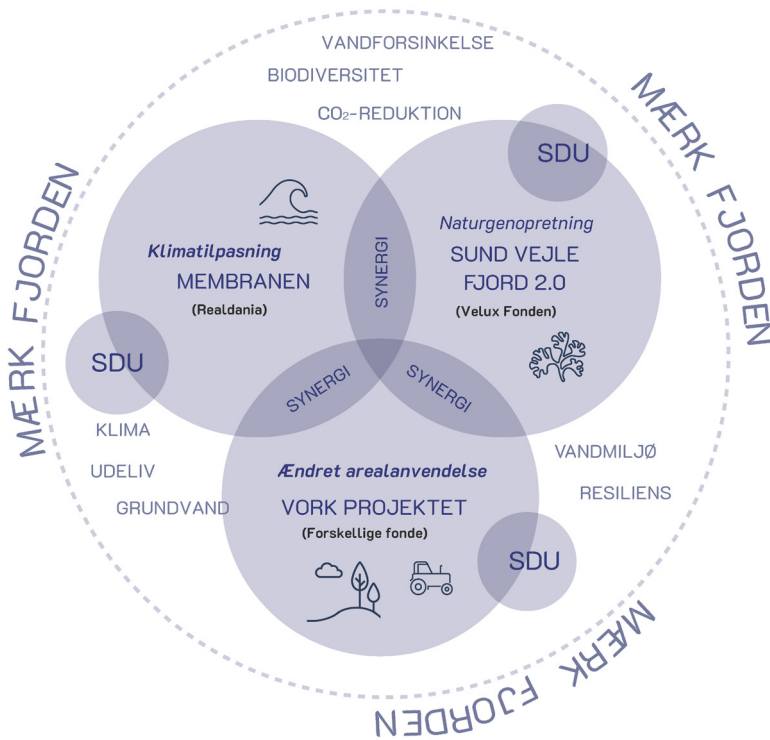 VANDFORSINKELSE
BIODIVERSITET
CO₂-REDUKTION
MÆRK FJORDEN
MÆRK FJORDEN
SDU
Klimatilpasning
MEMBRANEN
(Realdania)
SYNERGI
Naturgenopretning
SUND VEJLE
FJORD 2.0
(Velux Fonden)
SDU
SYNERGI
SYNERGI
KLIMA
UDELIV
GRUNDVAND
VANDMILJØ
RESILIENS
Ændret arealanvendelse
VORK PROJEKTET
(Forskellige fonde)
SDU
MÆRK FJORDEN